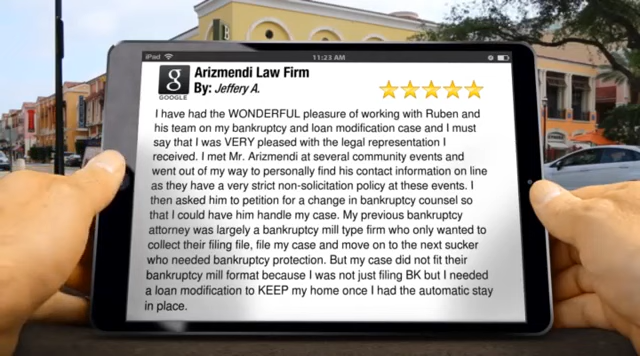 iPad
11:23 AM
g
GOOGLE
Arizmendi Law Firm
By: Jeffery A.
I have had the WONDERFUL pleasure of working with Ruben and
his team on my bankruptcy and loan modification case and I must
say that I was VERY pleased with the legal representation I
received. I met Mr. Arizmendi at several community events and
went out of my way to personally find his contact information on line
as they have a very strict non-solicitation policy at these events. I
then asked him to petition for a change in bankruptcy counsel so
that I could have him handle my case. My previous bankruptcy
attorney was largely a bankruptcy mill type firm who only wanted to
collect their filing file, file my case and move on to the next sucker
who needed bankruptcy protection. But my case did not fit their
bankruptcy mill format because I was not just filing BK but I needed
a loan modification to KEEP my home once I had the automatic stay
in place.